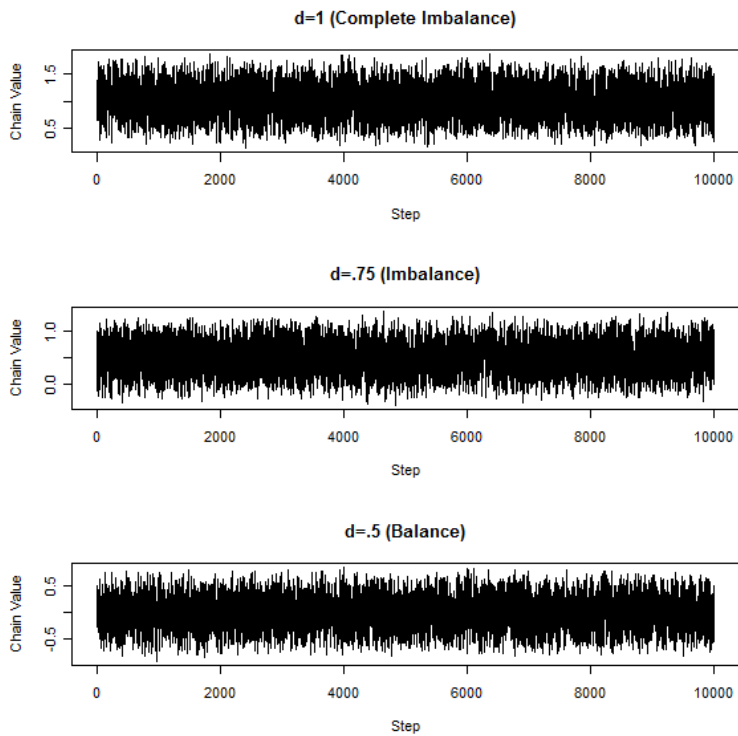 d=1 (Complete Imbalance)
Chain Value
1.5
0.5
0 2000 4000 6000 8000 10000
Step
d=.75 (Imbalance)
Chain Value
1.0
0.0
0 2000 4000 6000 8000 10000
Step
d=.5 (Balance)
Chain Value
0.5
-0.5
0 2000 4000 6000 8000 10000
Step